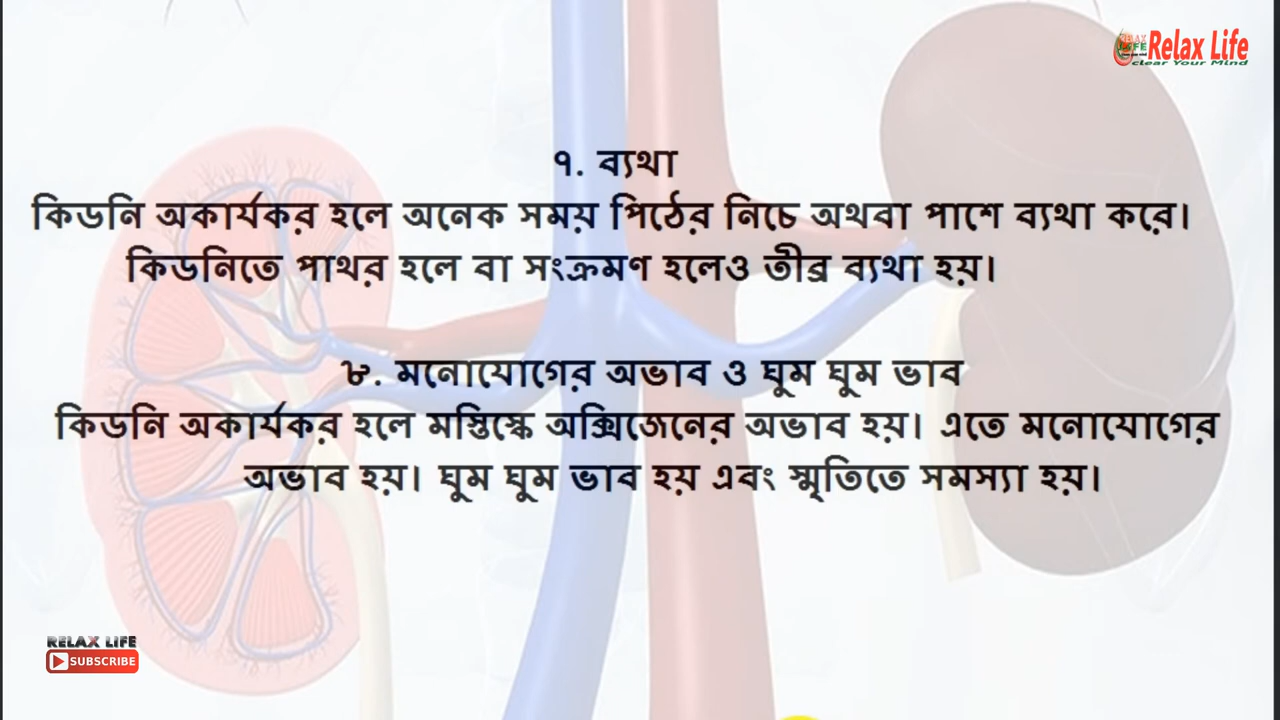 Relax Life
clear Your Mind
৭. ব্যথা
কিডনি অকার্যকর হলে অনেক সময় পিঠের নিচে অথবা পাশে ব্যথা করে।
কিডনিতে পাথর হলে বা সংক্রমণ হলেও তীব্র ব্যথা হয়।
৮. মনোযোগের অভাব ও ঘুম ঘুম ভাব
কিডনি অকার্যকর হলে মস্তিস্কে অক্সিজেনের অভাব হয়। এতে মনোযোগের
অভাব হয়। ঘুম ঘুম ভাব হয় এবং স্মৃতিতে সমস্যা হয়।
RELAX LIFE
SUBSCRIBE